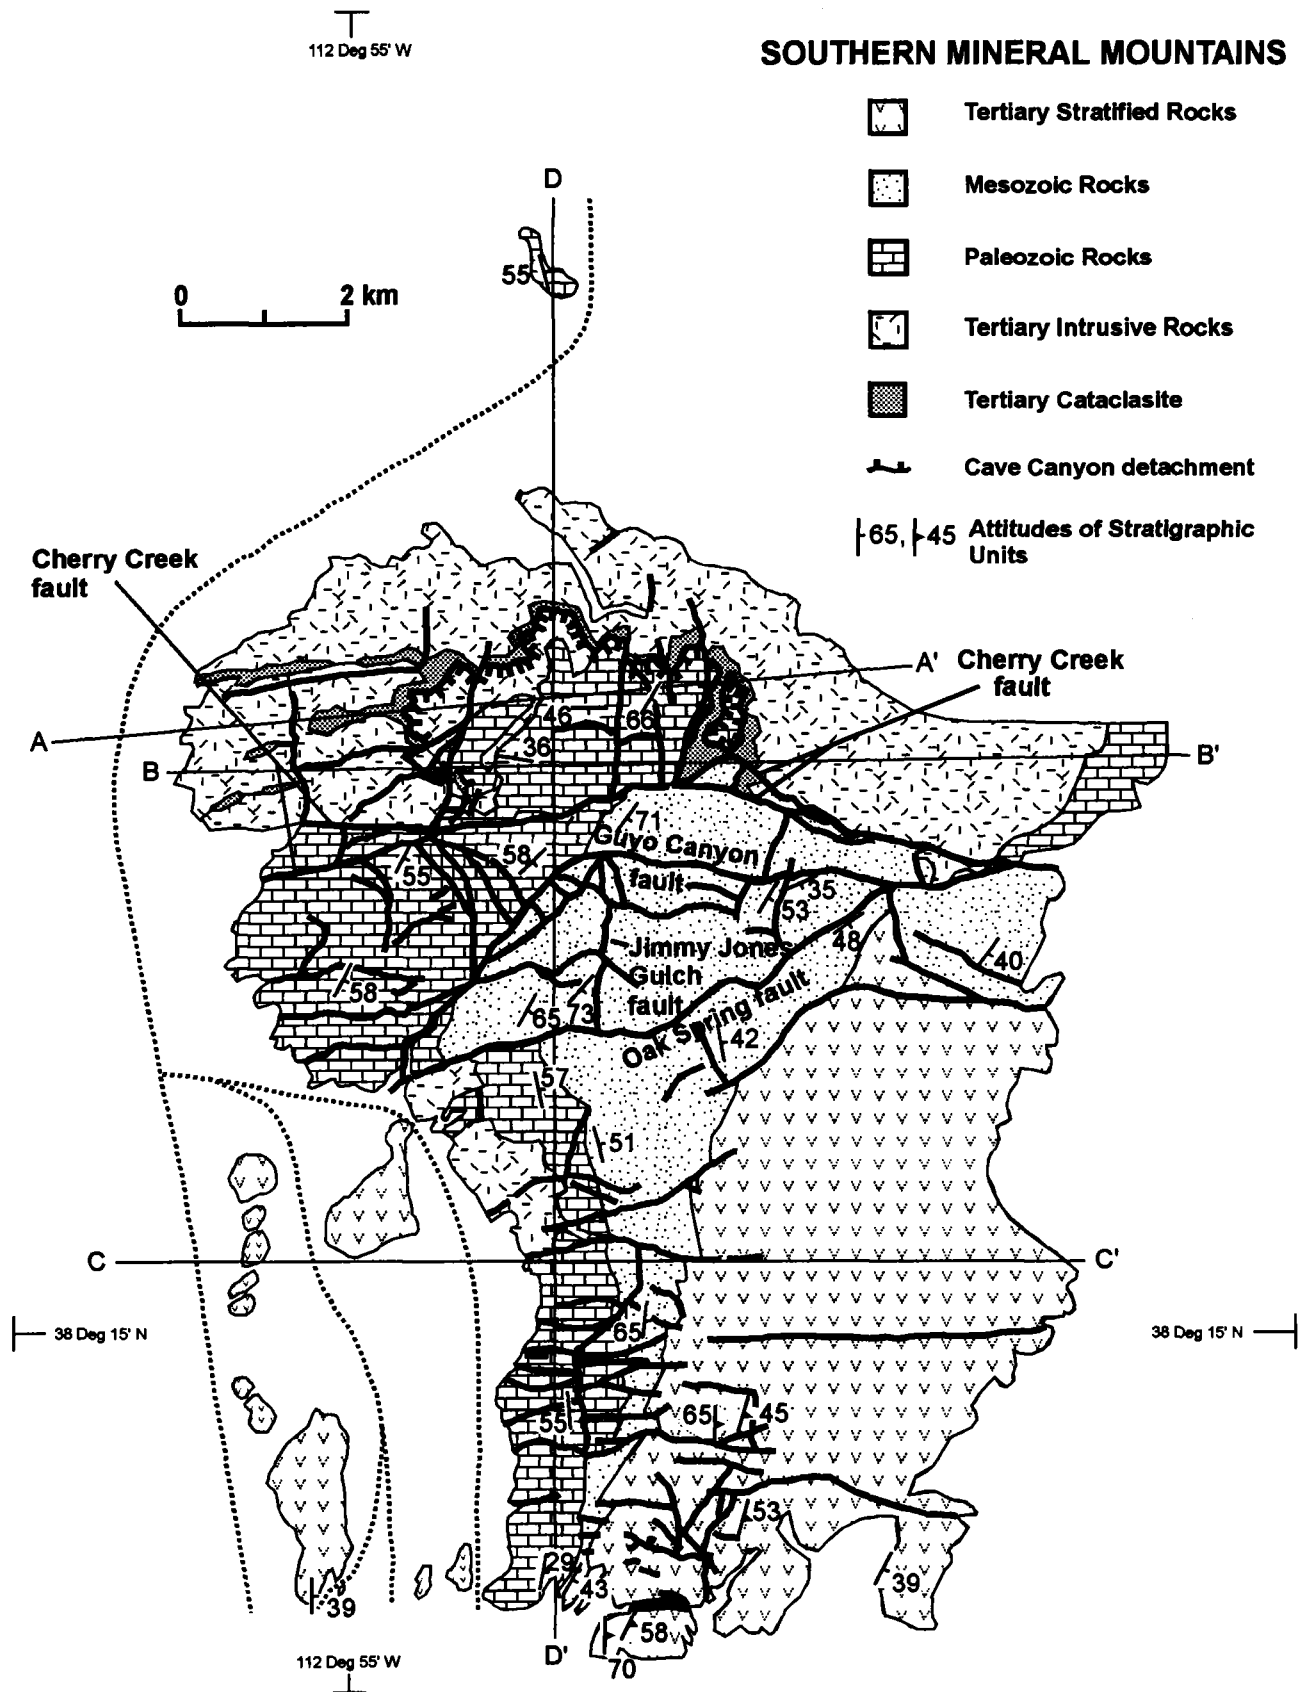 112 Deg 55' W
SOUTHERN MINERAL MOUNTAINS
Tertiary Stratified Rocks
Mesozoic Rocks
Paleozoic Rocks
Tertiary Intrusive Rocks
Tertiary Cataclasite
Cave Canyon detachment
65, 45 Attitudes of Stratigraphic
Units
D
55
0 2 km
Cherry Creek
fault
A' Cherry Creek
fault
A
B
B'
46
66
36
71
Guyo Canyon
fault
58
55
35
53
48
Jimmy Jones
Gulch
fault
40
58
65
73
Oak Spring fault
42
57
51
C
C'
38 Deg 15' N
38 Deg 15' N
65
55
65
45
53
29
43
39
39
58
70
D'
112 Deg 55' W